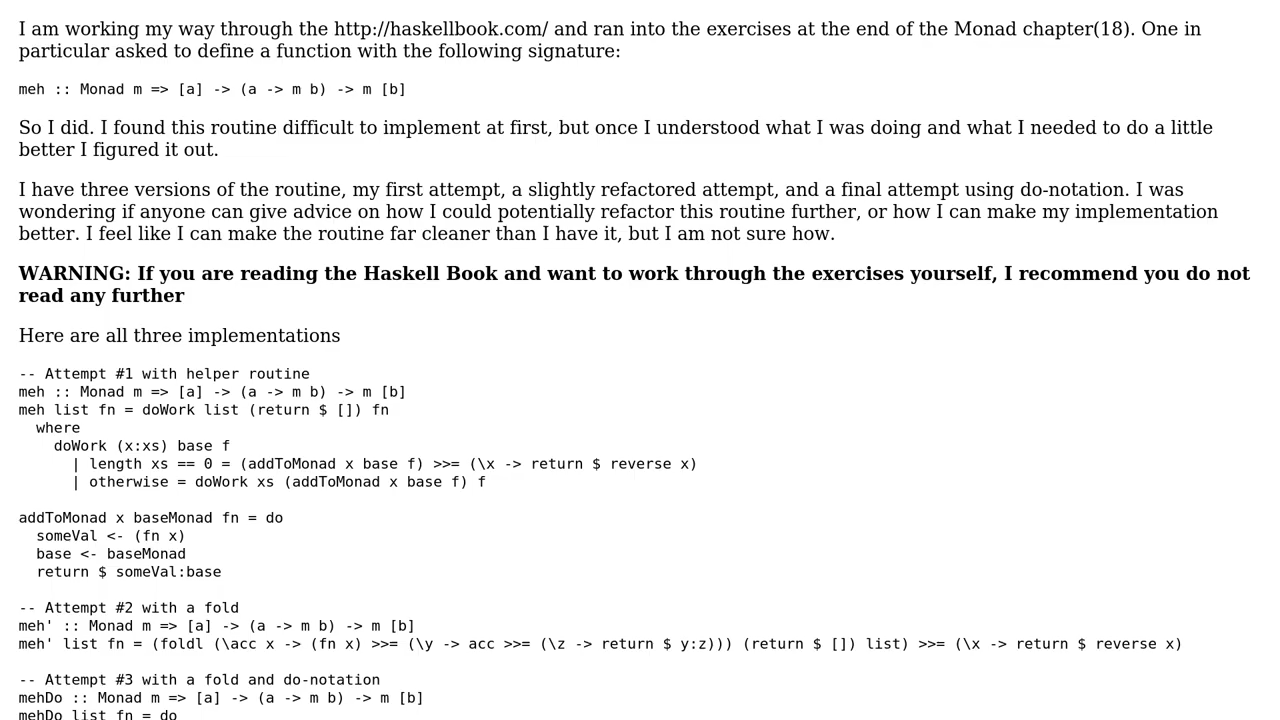 I am working my way through the http://haskellbook.com/ and ran into the exercises at the end of the Monad chapter(18). One in
particular asked to define a function with the following signature:
meh :: Monad m => [a] -> (a -> m b) -> m [b]
So I did. I found this routine difficult to implement at first, but once I understood what I was doing and what I needed to do a little
better I figured it out.
I have three versions of the routine, my first attempt, a slightly refactored attempt, and a final attempt using do-notation. I was
wondering if anyone can give advice on how I could potentially refactor this routine further, or how I can make my implementation
better. I feel like I can make the routine far cleaner than I have it, but I am not sure how.
WARNING: If you are reading the Haskell Book and want to work through the exercises yourself, I recommend you do not
read any further
Here are all three implementations
-- Attempt #1 with helper routine
meh :: Monad m => [a] -> (a -> m b) -> m [b]
meh list fn = doWork list (return $ []) fn
  where
    doWork (x:xs) base f
      | length xs == 0 = (addToMonad x base f) >>= (\x -> return $ reverse x)
      | otherwise = doWork xs (addToMonad x base f) f
addToMonad x baseMonad fn = do
  someVal <- (fn x)
  base <- baseMonad
  return $ someVal:base
-- Attempt #2 with a fold
meh' :: Monad m => [a] -> (a -> m b) -> m [b]
meh' list fn = (foldl (\acc x -> (fn x) >>= (\y -> acc >>= (\z -> return $ y:z))) (return $ []) list) >>= (\x -> return $ reverse x)
-- Attempt #3 with a fold and do-notation
mehDo :: Monad m => [a] -> (a -> m b) -> m [b]
mehDo list fn = do